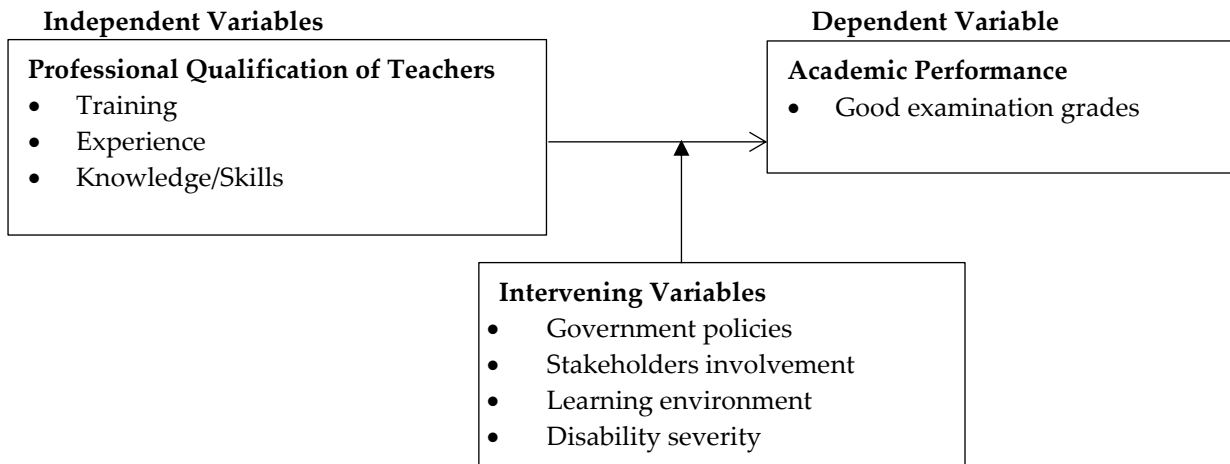 Independent Variables
Professional Qualification of Teachers
• Training
• Experience
• Knowledge/Skills
Dependent Variable
Academic Performance
• Good examination grades
Intervening Variables
• Government policies
• Stakeholders involvement
• Learning environment
• Disability severity